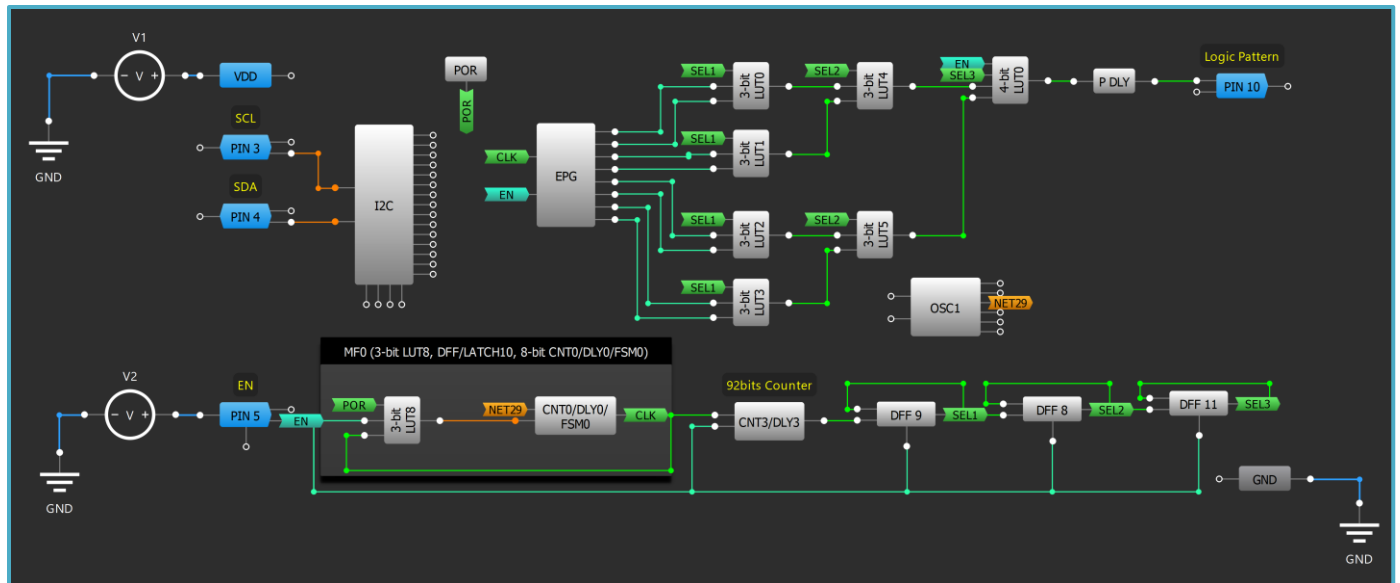 V1
− V +
VDD
GND
SCL
PIN 3
SDA
PIN 4
I2C
POR
POR
CLK
EN
EPG
SEL1
3-bit LUT0
SEL1
3-bit LUT1
SEL1
3-bit LUT2
SEL1
3-bit LUT3
SEL2
3-bit LUT4
SEL2
3-bit LUT5
EN
SEL3
4-bit LUT0
P DLY
Logic Pattern
PIN 10
OSC1
NET29
V2
− V +
GND
EN
PIN 5
EN
MF0 (3-bit LUT8, DFF/LATCH10, 8-bit CNT0/DLY0/FSM0)
POR
3-bit LUT8
NET29
CNT0/DLY0/
FSM0
CLK
92bits Counter
CNT3/DLY3
DFF 9
SEL1
DFF 8
SEL2
DFF 11
SEL3
GND
GND